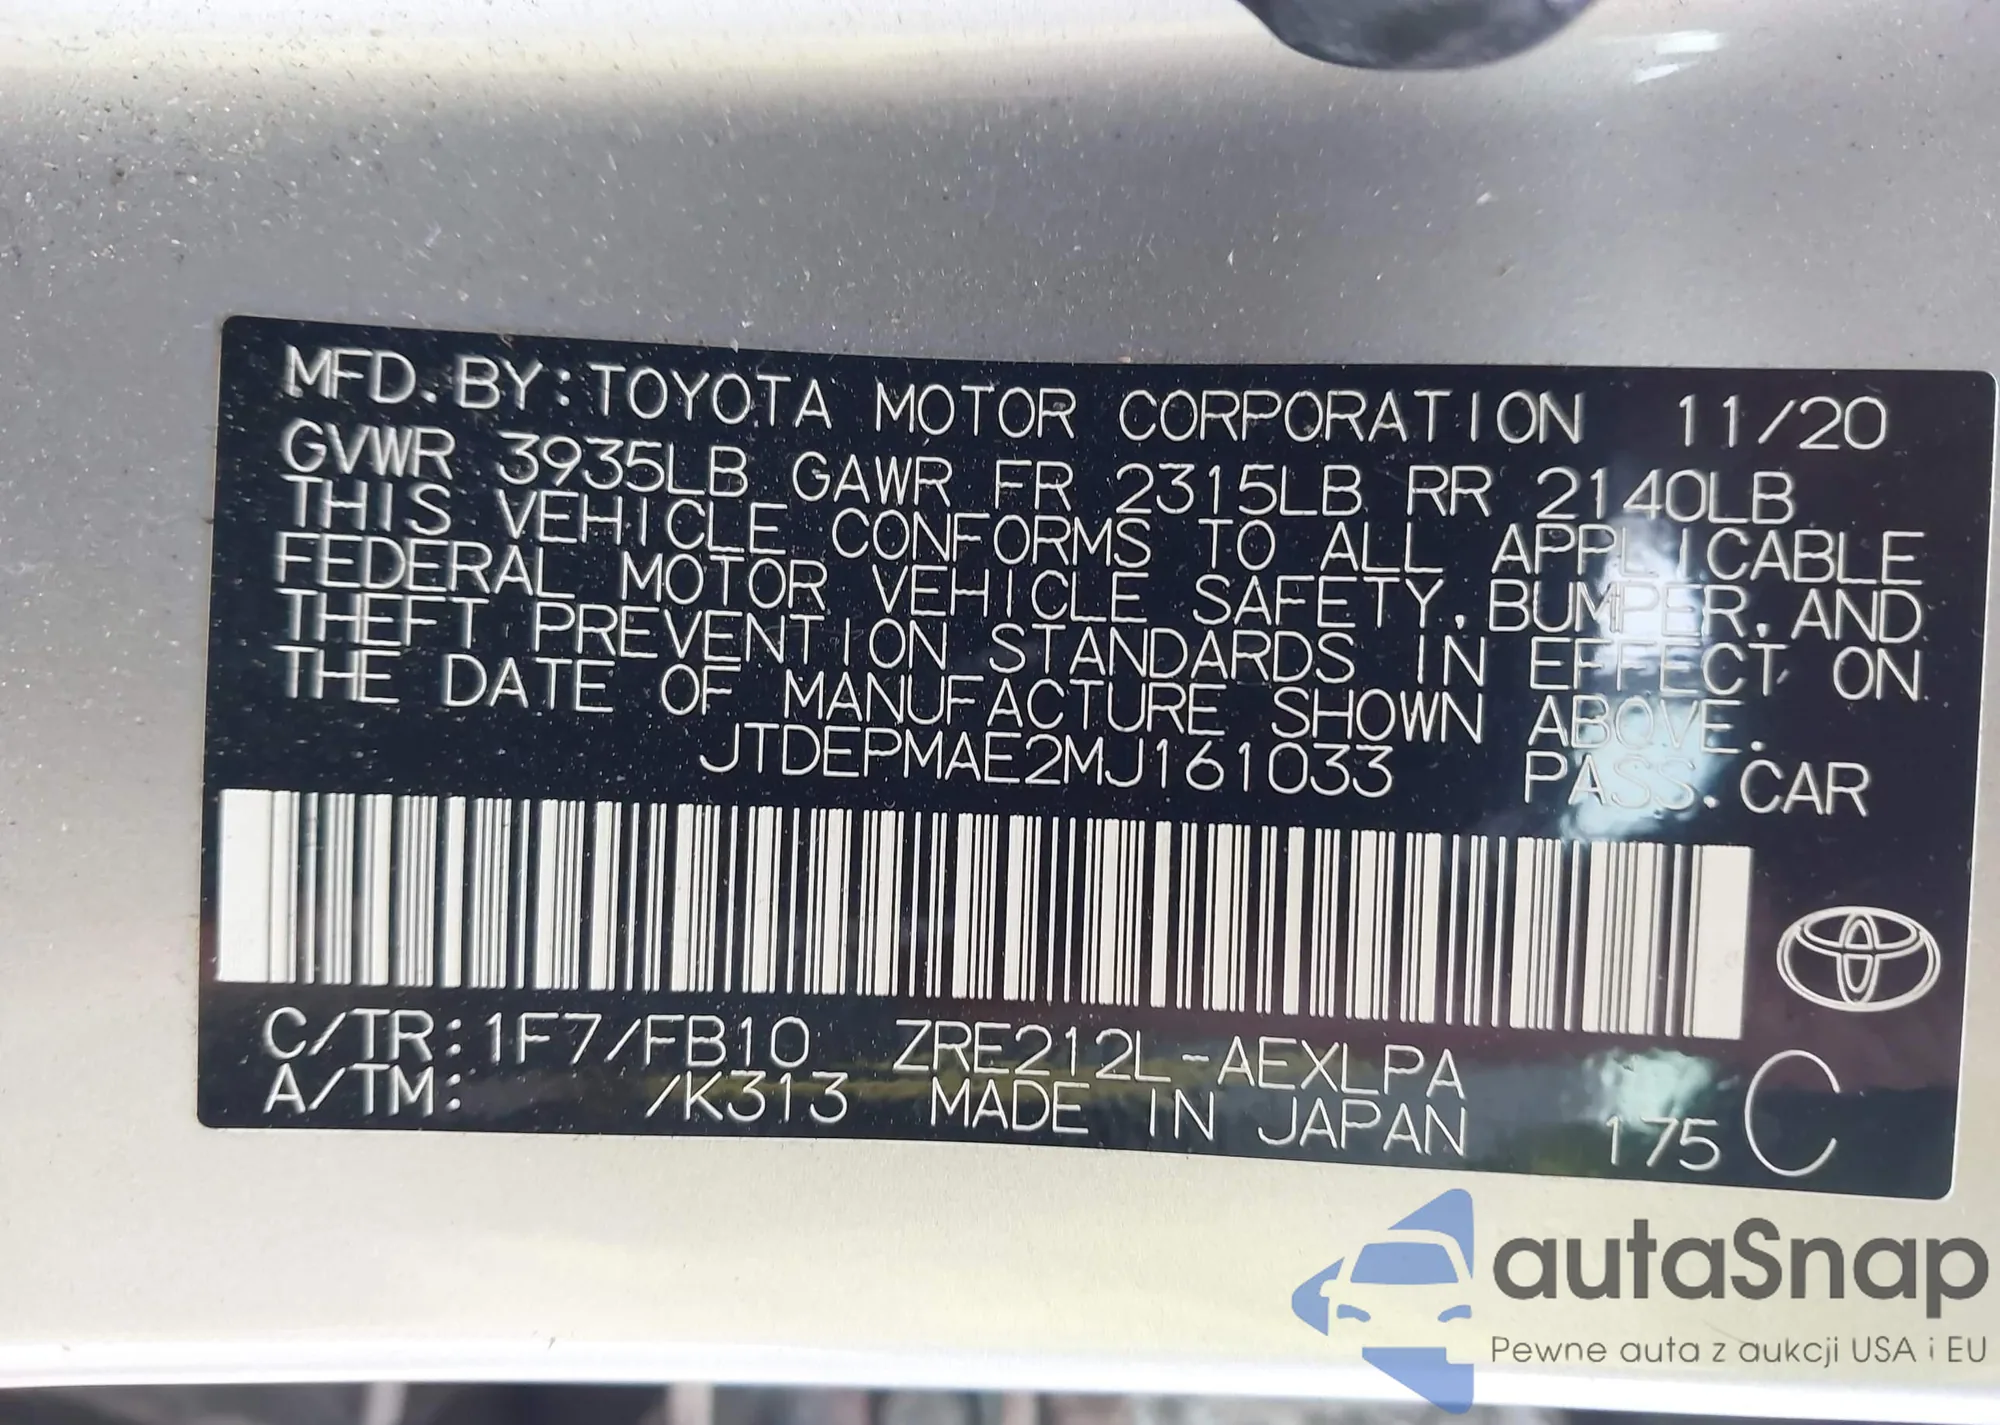 MFD. BY: TOYOTA MOTOR CORPORATION 11/20
GVWR 3935LB GAWR FR 2315LB RR 2140LB
THIS VEHICLE CONFORMS TO ALL APPLICABLE
FEDERAL MOTOR VEHICLE SAFETY, BUMPER, AND
THEFT PREVENTION STANDARDS IN EFFECT ON
THE DATE OF MANUFACTURE SHOWN ABOVE.
JTDEPMAE2MJ161033 PASS. CAR
C/TR: 1F7/FB10 ZRE212L-AEXLPA
A/TM: /K313 MADE IN JAPAN 175 C
autaSnap
Pewne auta z aukcji USA i EU